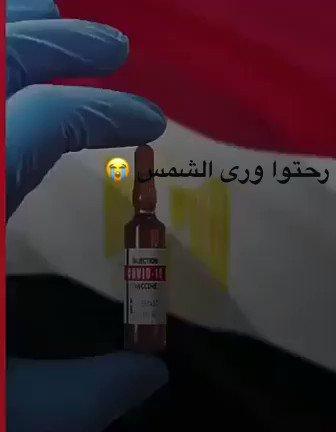 رحتوا ورى الشمس 😭
INJECTION
COVID-19
VACCINE